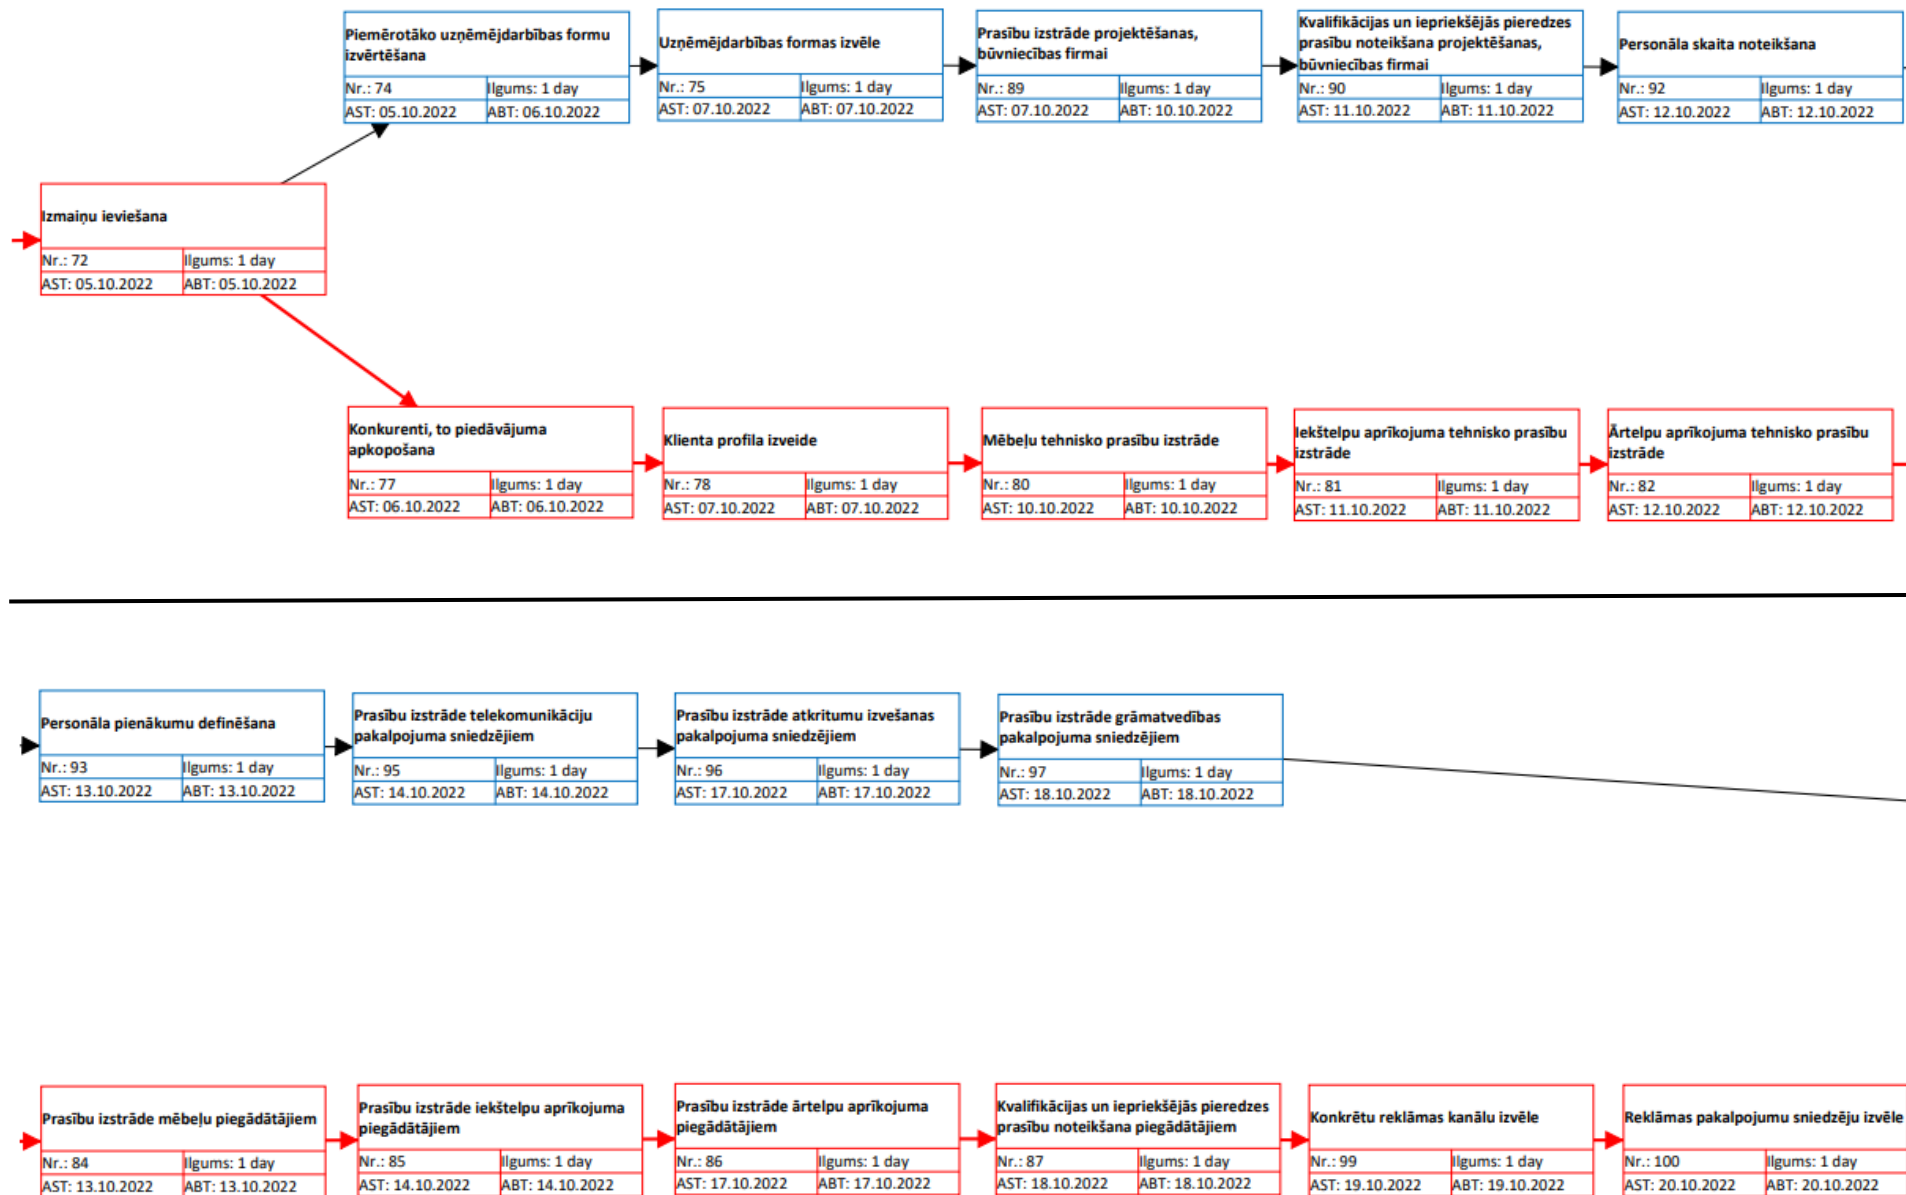 Piemērotāko uzņēmējdarbības formu
izvērtēšana
Nr.: 74 Ilgums: 1 day
AST: 05.10.2022 ABT: 06.10.2022
Uzņēmējdarbības formas izvēle
Nr.: 75 Ilgums: 1 day
AST: 07.10.2022 ABT: 07.10.2022
Prasību izstrāde projektēšanas,
būvniecības firmai
Nr.: 89 Ilgums: 1 day
AST: 07.10.2022 ABT: 10.10.2022
Kvalifikācijas un iepriekšējās pieredzes
prasību noteikšana projektēšanas,
būvniecības firmai
Nr.: 90 Ilgums: 1 day
AST: 11.10.2022 ABT: 11.10.2022
Personāla skaita noteikšana
Nr.: 92 Ilgums: 1 day
AST: 12.10.2022 ABT: 12.10.2022
Izmaiņu ieviešana
Nr.: 72 Ilgums: 1 day
AST: 05.10.2022 ABT: 05.10.2022
Konkurenti, to piedāvājuma
apkopošana
Nr.: 77 Ilgums: 1 day
AST: 06.10.2022 ABT: 06.10.2022
Klienta profila izveide
Nr.: 78 Ilgums: 1 day
AST: 07.10.2022 ABT: 07.10.2022
Mēbeļu tehnisko prasību izstrāde
Nr.: 80 Ilgums: 1 day
AST: 10.10.2022 ABT: 10.10.2022
Iekštelpu aprīkojuma tehnisko prasību
izstrāde
Nr.: 81 Ilgums: 1 day
AST: 11.10.2022 ABT: 11.10.2022
Ārtelpu aprīkojuma tehnisko prasību
izstrāde
Nr.: 82 Ilgums: 1 day
AST: 12.10.2022 ABT: 12.10.2022
Personāla pienākumu definēšana
Nr.: 93 Ilgums: 1 day
AST: 13.10.2022 ABT: 13.10.2022
Prasību izstrāde telekomunikāciju
pakalpojuma sniedzējiem
Nr.: 95 Ilgums: 1 day
AST: 14.10.2022 ABT: 14.10.2022
Prasību izstrāde atkritumu izvešanas
pakalpojuma sniedzējiem
Nr.: 96 Ilgums: 1 day
AST: 17.10.2022 ABT: 17.10.2022
Prasību izstrāde grāmatvedības
pakalpojuma sniedzējiem
Nr.: 97 Ilgums: 1 day
AST: 18.10.2022 ABT: 18.10.2022
Prasību izstrāde mēbeļu piegādātājiem
Nr.: 84 Ilgums: 1 day
AST: 13.10.2022 ABT: 13.10.2022
Prasību izstrāde iekštelpu aprīkojuma
piegādātājiem
Nr.: 85 Ilgums: 1 day
AST: 14.10.2022 ABT: 14.10.2022
Prasību izstrāde ārtelpu aprīkojuma
piegādātājiem
Nr.: 86 Ilgums: 1 day
AST: 17.10.2022 ABT: 17.10.2022
Kvalifikācijas un iepriekšējās pieredzes
prasību noteikšana piegādātājiem
Nr.: 87 Ilgums: 1 day
AST: 18.10.2022 ABT: 18.10.2022
Konkrētu reklāmas kanālu izvēle
Nr.: 99 Ilgums: 1 day
AST: 19.10.2022 ABT: 19.10.2022
Reklāmas pakalpojumu sniedzēju izvēle
Nr.: 100 Ilgums: 1 day
AST: 20.10.2022 ABT: 20.10.2022